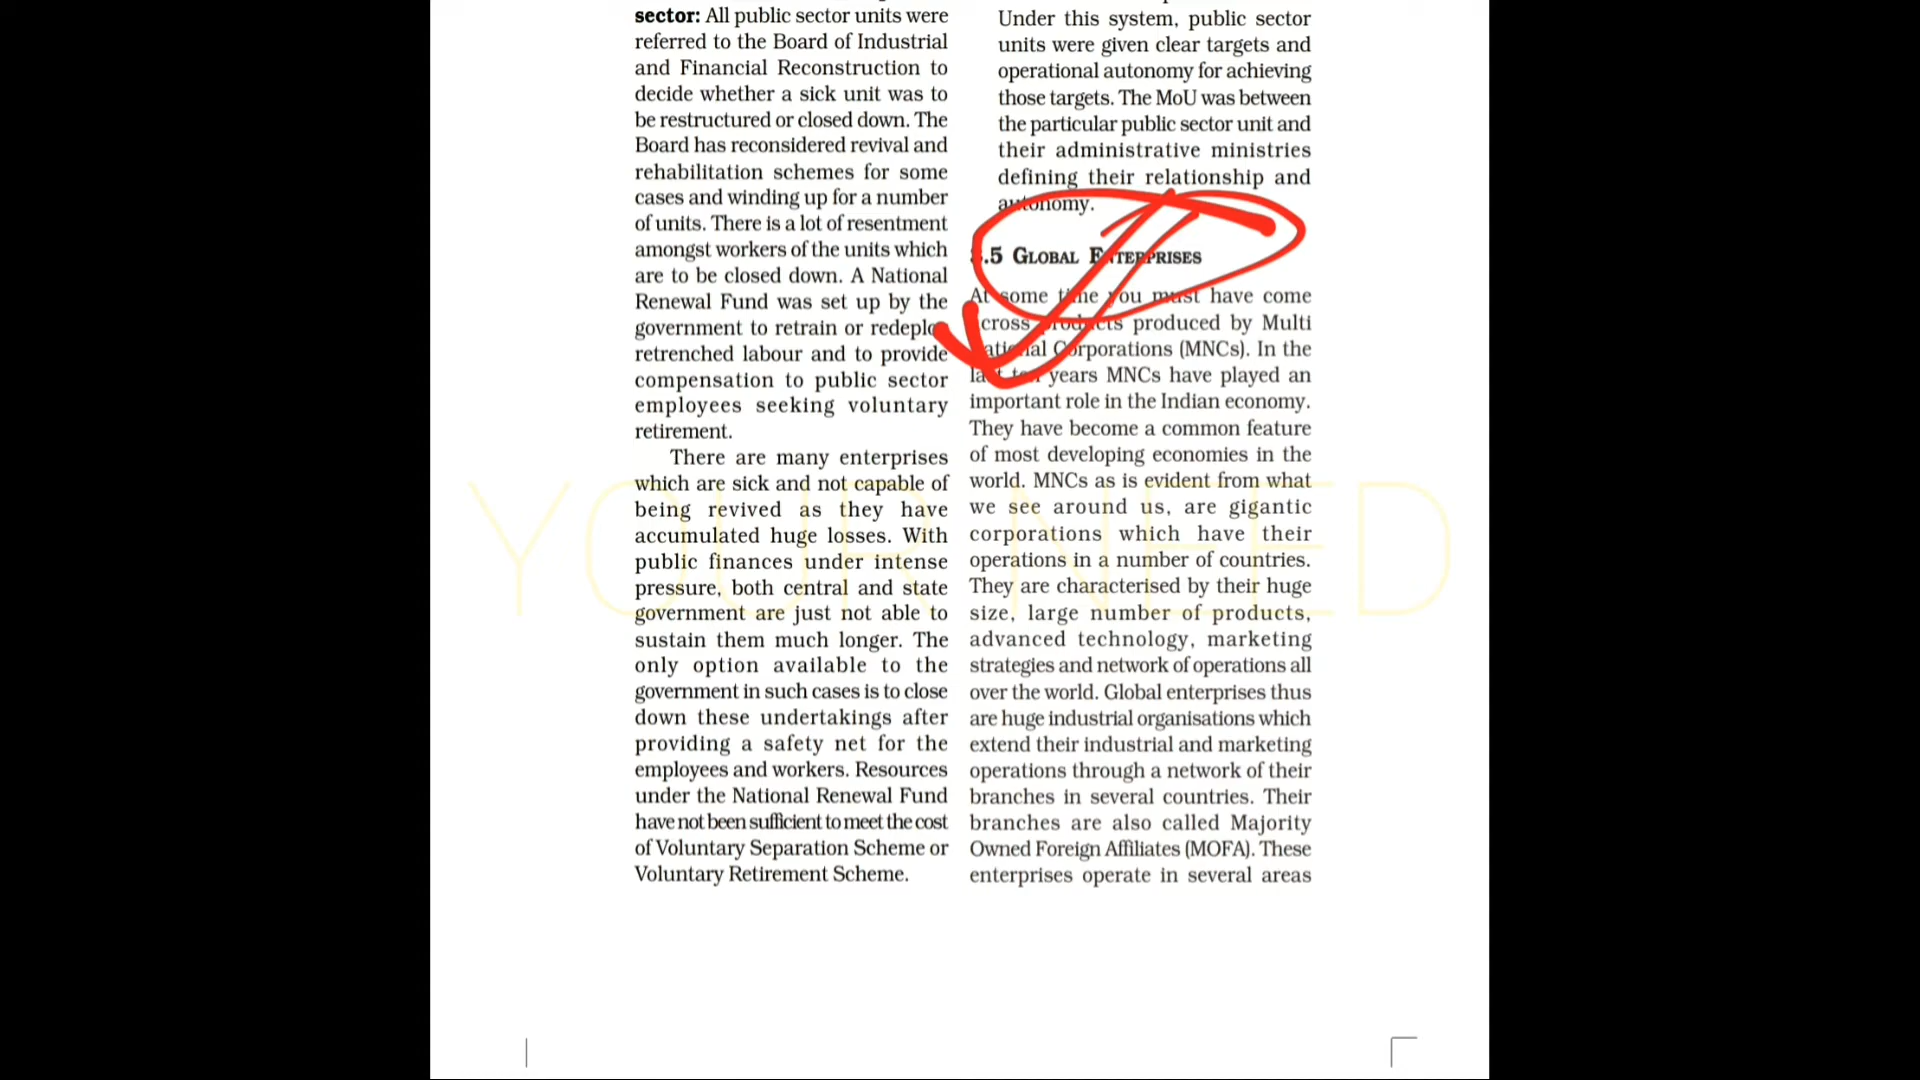 sector: All public sector units were
referred to the Board of Industrial
and Financial Reconstruction to
decide whether a sick unit was to
be restructured or closed down. The
Board has reconsidered revival and
rehabilitation schemes for some
cases and winding up for a number
of units. There is a lot of resentment
amongst workers of the units which
are to be closed down. A National
Renewal Fund was set up by the
government to retrain or redeploy
retrenched labour and to provide
compensation to public sector
employees seeking voluntary
retirement.
There are many enterprises
which are sick and not capable of
being revived as they have
accumulated huge losses. With
public finances under intense
pressure, both central and state
government are just not able to
sustain them much longer. The
only option available to the
government in such cases is to close
down these undertakings after
providing a safety net for the
employees and workers. Resources
under the National Renewal Fund
have not been sufficient to meet the cost
of Voluntary Separation Scheme or
Voluntary Retirement Scheme.
Under this system, public sector
units were given clear targets and
operational autonomy for achieving
those targets. The MoU was between
the particular public sector unit and
their administrative ministries
defining their relationship and
autonomy.
.5 GLOBAL ENTERPRISES
At some time you must have come
across products produced by Multi
National Corporations (MNCs). In the
last ten years MNCs have played an
important role in the Indian economy.
They have become a common feature
of most developing economies in the
world. MNCs as is evident from what
we see around us, are gigantic
corporations which have their
operations in a number of countries.
They are characterised by their huge
size, large number of products,
advanced technology, marketing
strategies and network of operations all
over the world. Global enterprises thus
are huge industrial organisations which
extend their industrial and marketing
operations through a network of their
branches in several countries. Their
branches are also called Majority
Owned Foreign Affiliates (MOFA). These
enterprises operate in several areas
YOUR NEED